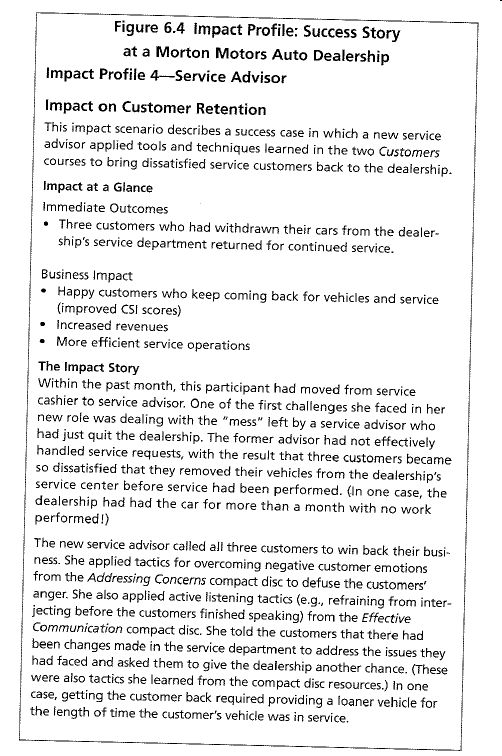 Figure 6.4 Impact Profile: Success Story
at a Morton Motors Auto Dealership
Impact Profile 4—Service Advisor
Impact on Customer Retention
This impact scenario describes a success case in which a new service
advisor applied tools and techniques learned in the two Customers
courses to bring dissatisfied service customers back to the dealership.
Impact at a Glance
Immediate Outcomes
• Three customers who had withdrawn their cars from the dealer-
ship's service department returned for continued service.
Business Impact
• Happy customers who keep coming back for vehicles and service
(improved CSI scores)
• Increased revenues
• More efficient service operations
The Impact Story
Within the past month, this participant had moved from service
cashier to service advisor. One of the first challenges she faced in her
new role was dealing with the "mess" left by a service advisor who
had just quit the dealership. The former advisor had not effectively
handled service requests, with the result that three customers became
so dissatisfied that they removed their vehicles from the dealership's
service center before service had been performed. (In one case, the
dealership had had the car for more than a month with no work
performed!)
The new service advisor called all three customers to win back their busi-
ness. She applied tactics for overcoming negative customer emotions
from the Addressing Concerns compact disc to defuse the customers'
anger. She also applied active listening tactics (e.g., refraining from inter-
jecting before the customers finished speaking) from the Effective
Communication compact disc. She told the customers that there had
been changes made in the service department to address the issues they
had faced and asked them to give the dealership another chance. (These
were also tactics she learned from the compact disc resources.) In one
case, getting the customer back required providing a loaner vehicle for
the length of time the customer's vehicle was in service.